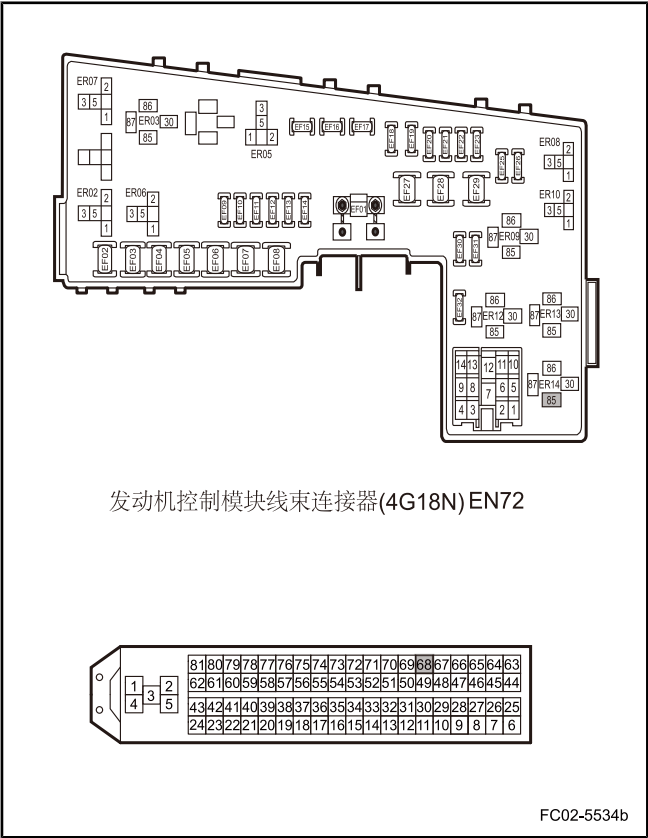 ER07
2
3 5
1
86
87 ER03 30
85
3
5
1 2
ER05
EF15 EF16 EF17
EF18 EF19 EF20 EF21 EF22 EF23
EF25 EF26
ER08
2
3 5
1
ER02
2
3 5
1
ER06
2
3 5
1
EF09 EF10 EF11 EF12 EF13 EF14
EF01
EF27 EF28 EF29
ER10
2
3 5
1
86
87 ER09 30
85
EF02 EF03 EF04 EF05 EF06 EF07 EF08
EF30 EF31
EF32
86
87 ER12 30
85
86
87 ER13 30
85
14 13 12 11 10
9 8 7 6 5
4 3 2 1
86
87 ER14 30
85
发动机控制模块线束连接器(4G18N) EN72
1 2
3
4 5
81 80 79 78 77 76 75 74 73 72 71 70 69 68 67 66 65 64 63
62 61 60 59 58 57 56 55 54 53 52 51 50 49 48 47 46 45 44
43 42 41 40 39 38 37 36 35 34 33 32 31 30 29 28 27 26 25
24 23 22 21 20 19 18 17 16 15 14 13 12 11 10 9 8 7 6
FC02-5534b